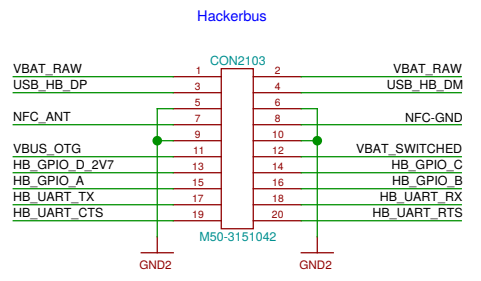 Hackerbus
CON2103
VBAT_RAW 1 2 VBAT_RAW
USB_HB_DP 3 4 USB_HB_DM
5 6
NFC_ANT 7 8 NFC-GND
9 10
VBUS_OTG 11 12 VBAT_SWITCHED
HB_GPIO_D_2V7 13 14 HB_GPIO_C
HB_GPIO_A 15 16 HB_GPIO_B
HB_UART_TX 17 18 HB_UART_RX
HB_UART_CTS 19 20 HB_UART_RTS
M50-3151042
GND2 GND2